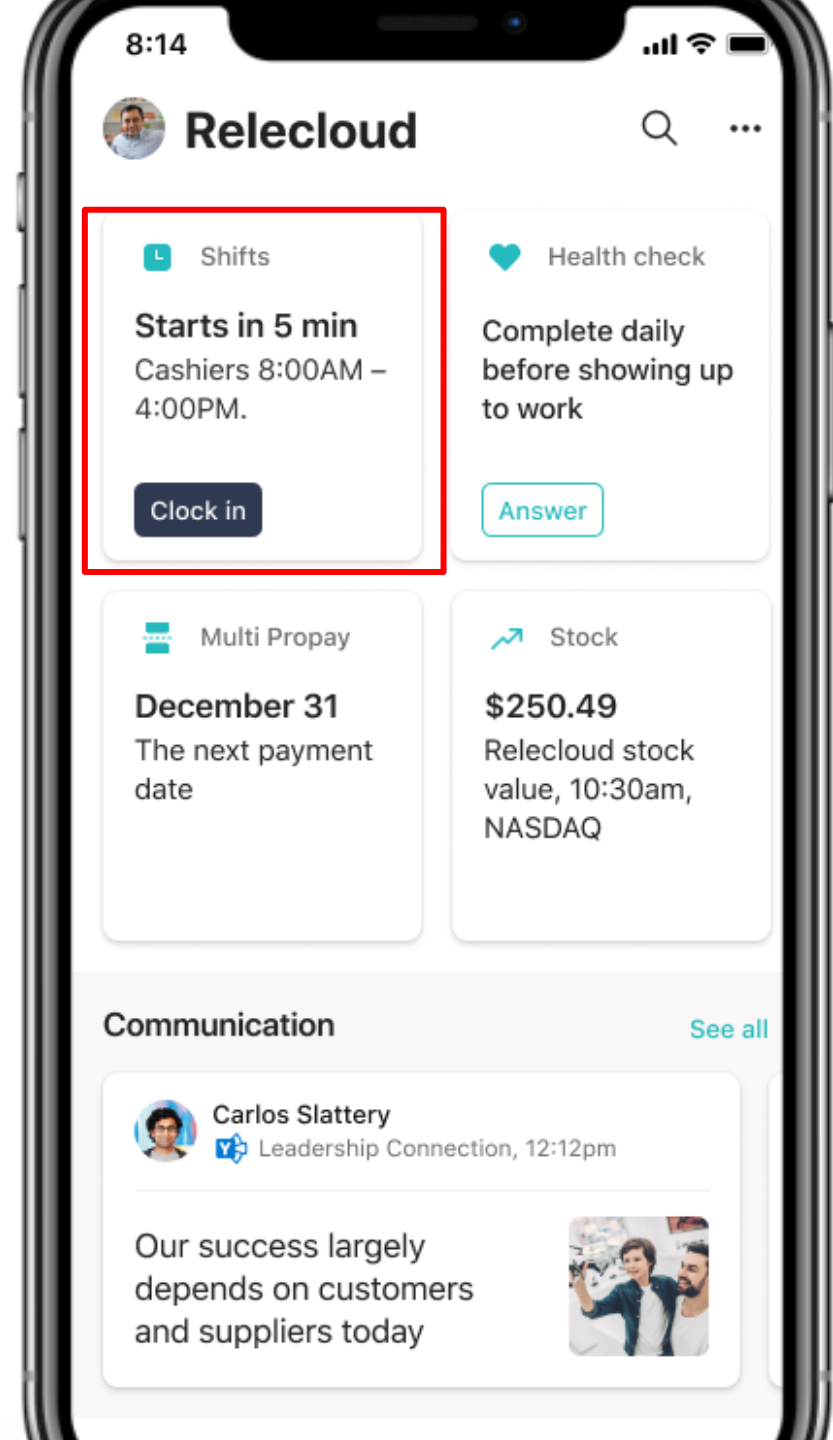 8:14
Relecloud
Shifts
Starts in 5 min
Cashiers 8:00AM –
4:00PM.
Clock in
Health check
Complete daily
before showing up
to work
Answer
Multi Propay
December 31
The next payment
date
Stock
$250.49
Relecloud stock
value, 10:30am,
NASDAQ
Communication
See all
Carlos Slattery
Leadership Connection, 12:12pm
Our success largely
depends on customers
and suppliers today